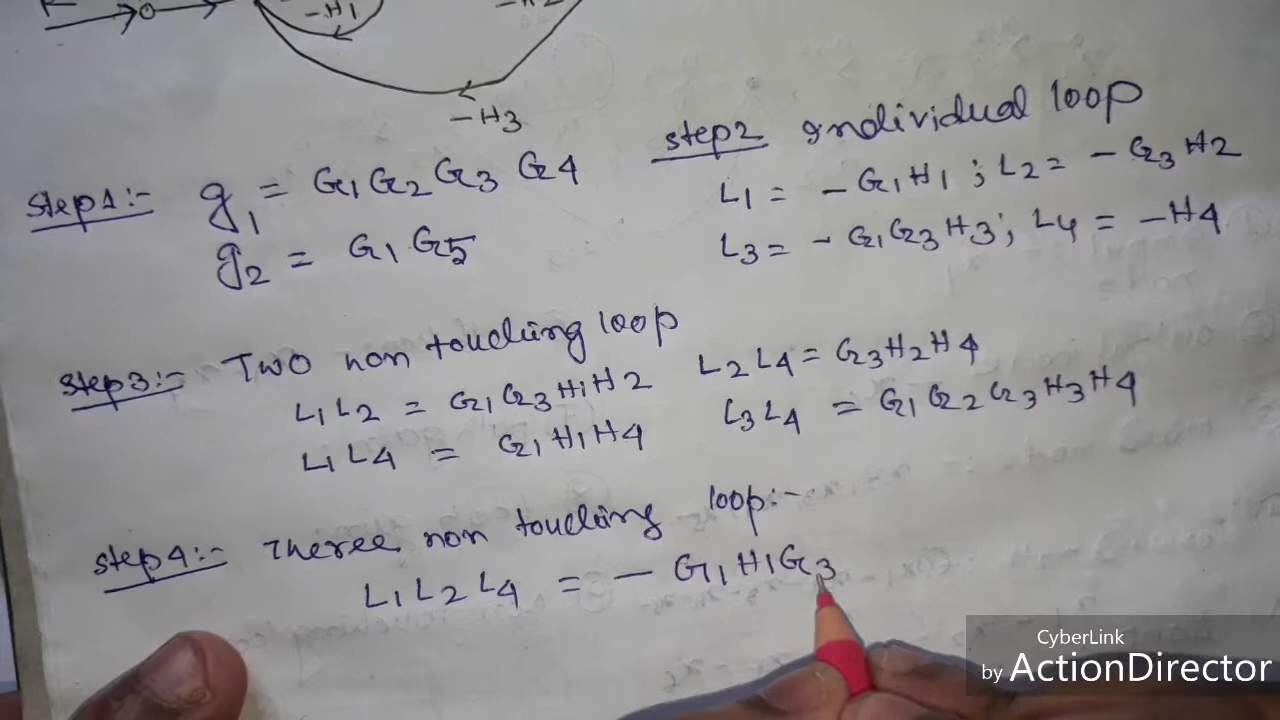 -H1
-H3
step1:- g1 = G1G2G3G4
g2 = G1G5
step2 Individual loop
L1 = -G1H1 ; L2 = -G3H2
L3 = -G1G3H3 ; L4 = -H4
step3:- Two non touching loop
L1L2 = G1G3H1H2 L2L4 = G3H2H4
L1L4 = G1H1H4 L3L4 = G1G2G3H3H4
step4:- Theree non touching loop:-
L1L2L4 = - G1H1G3
CyberLink
by ActionDirector